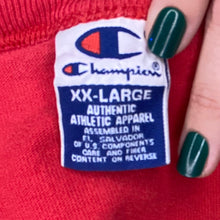 Champion
XX-LARGE
AUTHENTIC
ATHLETIC APPAREL
ASSEMBLED IN
EL SALVADOR
OF U.S. COMPONENTS
CARE AND FIBER
CONTENT ON REVERSE